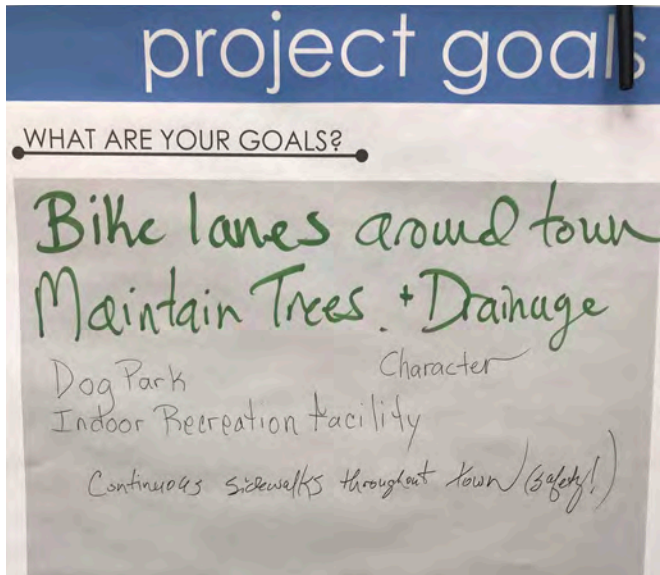 project goals
WHAT ARE YOUR GOALS?
Bike lanes around town
Maintain Trees. + Drainage
Character
Dog Park
Indoor Recreation Facility
Continuous sidewalks throughout town (safety!)